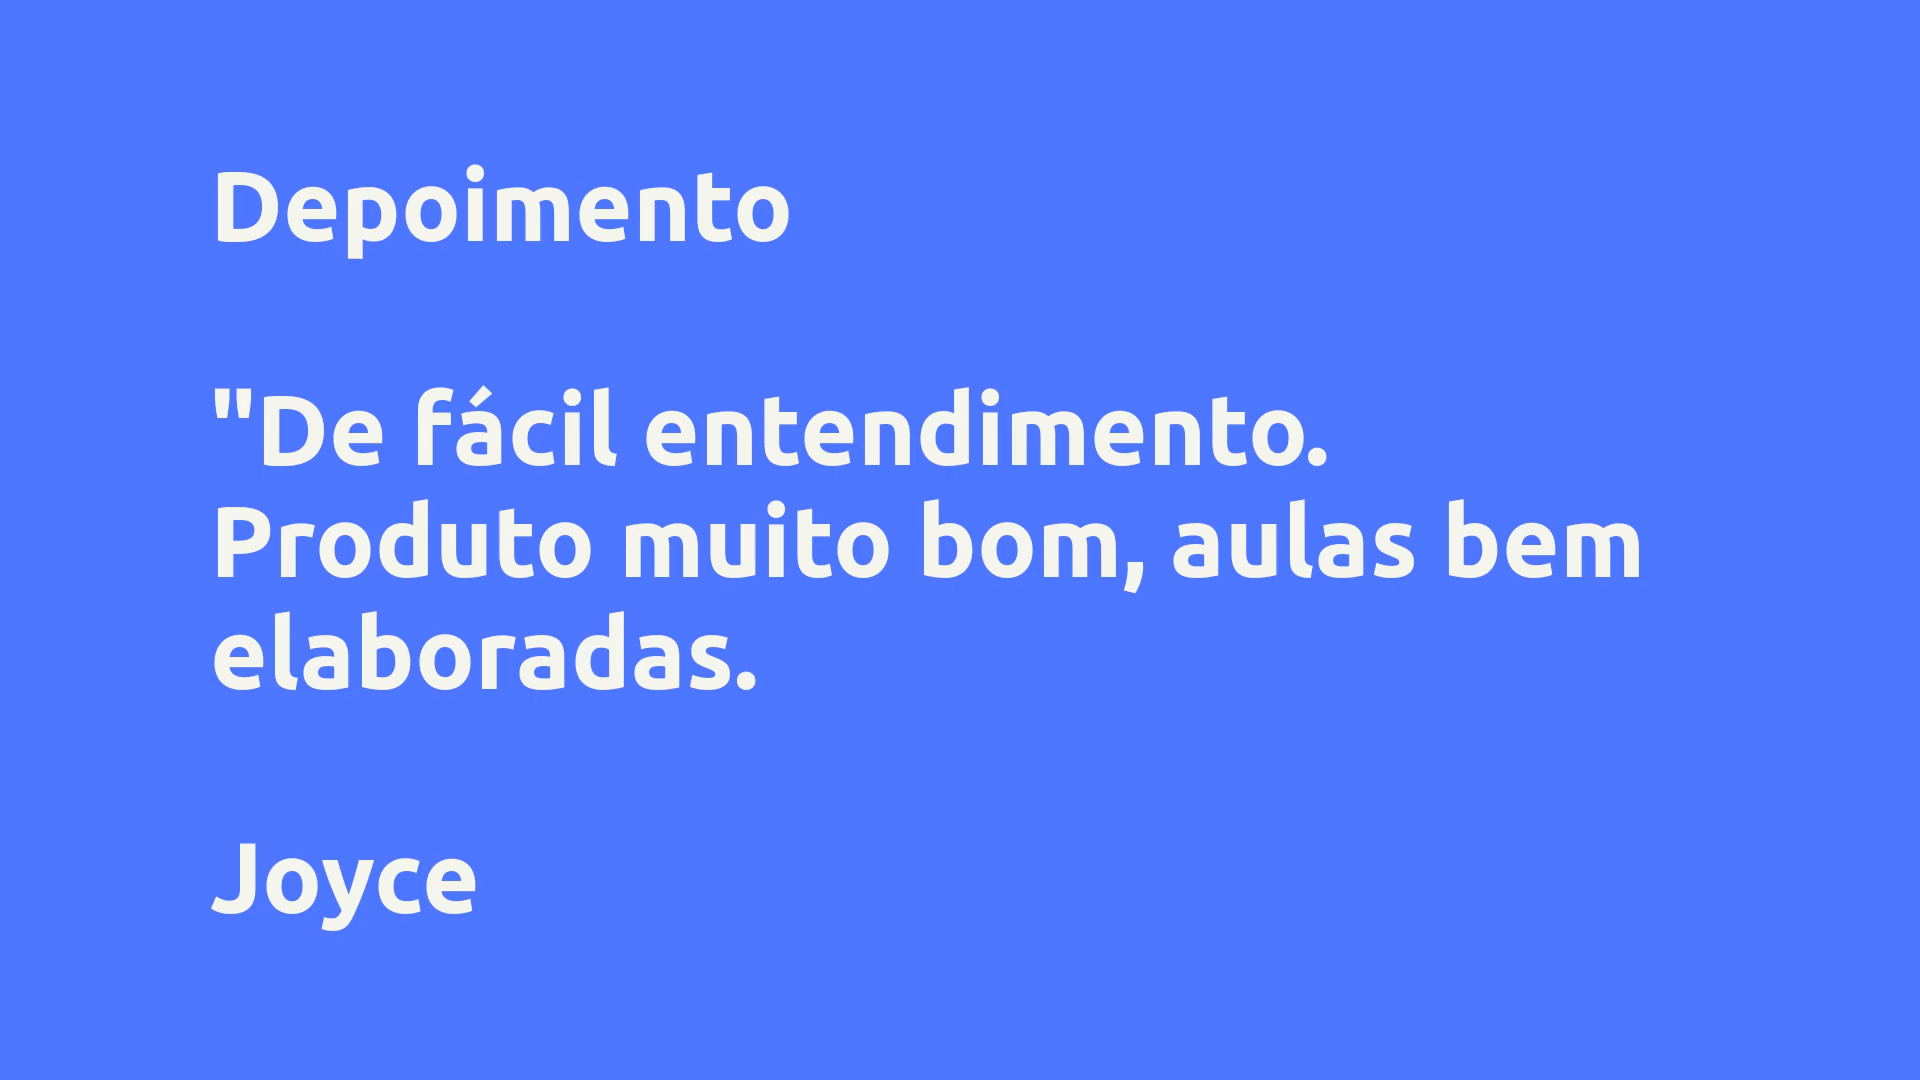 Depoimento
"De fácil entendimento.
Produto muito bom, aulas bem
elaboradas.
Joyce